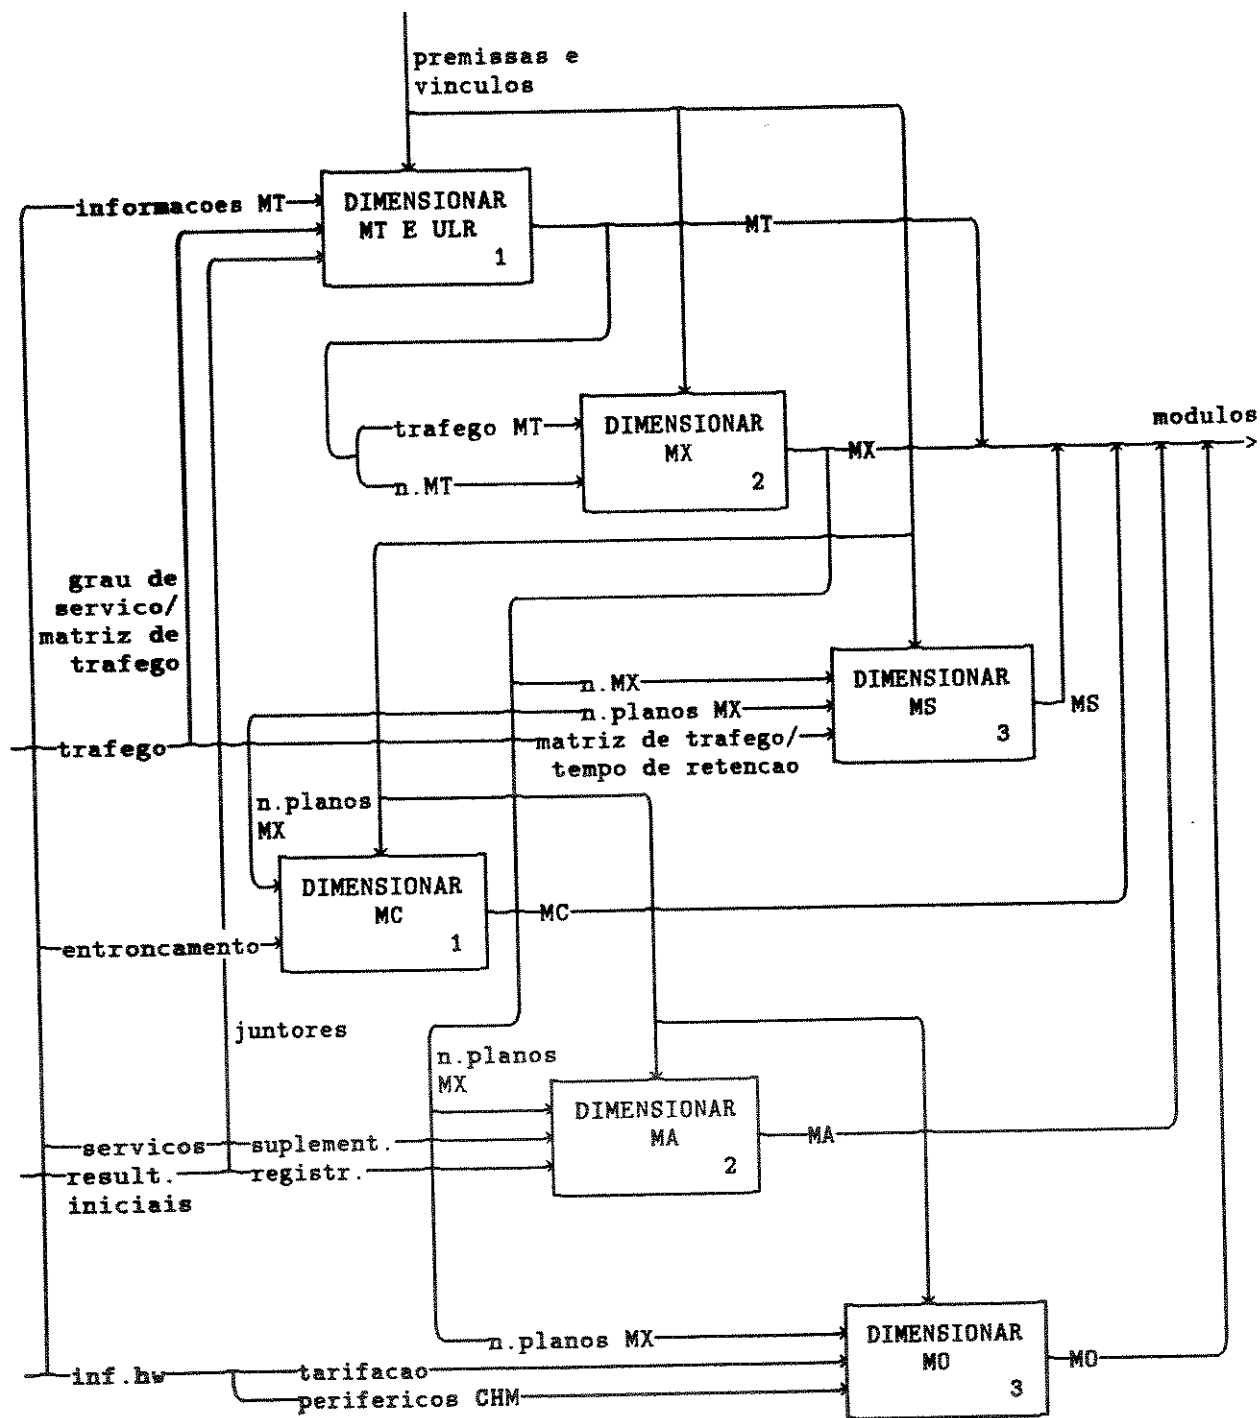 premissas e
vinculos
informacoes MT
DIMENSIONAR
MT E ULR
1
MT
trafego MT
n.MT
DIMENSIONAR
MX
2
MX
modulos
grau de
servico/
matriz de
trafego
n.MX
n.planos MX
trafego
matriz de trafego/
tempo de retencao
DIMENSIONAR
MS
3
MS
n.planos
MX
DIMENSIONAR
MC
1
MC
entroncamento
juntores
n.planos
MX
DIMENSIONAR
MA
2
MA
servicos
suplement.
result.
iniciais
registr.
n.planos MX
DIMENSIONAR
MO
3
MO
inf.hw
tarifacao
perifericos CHM